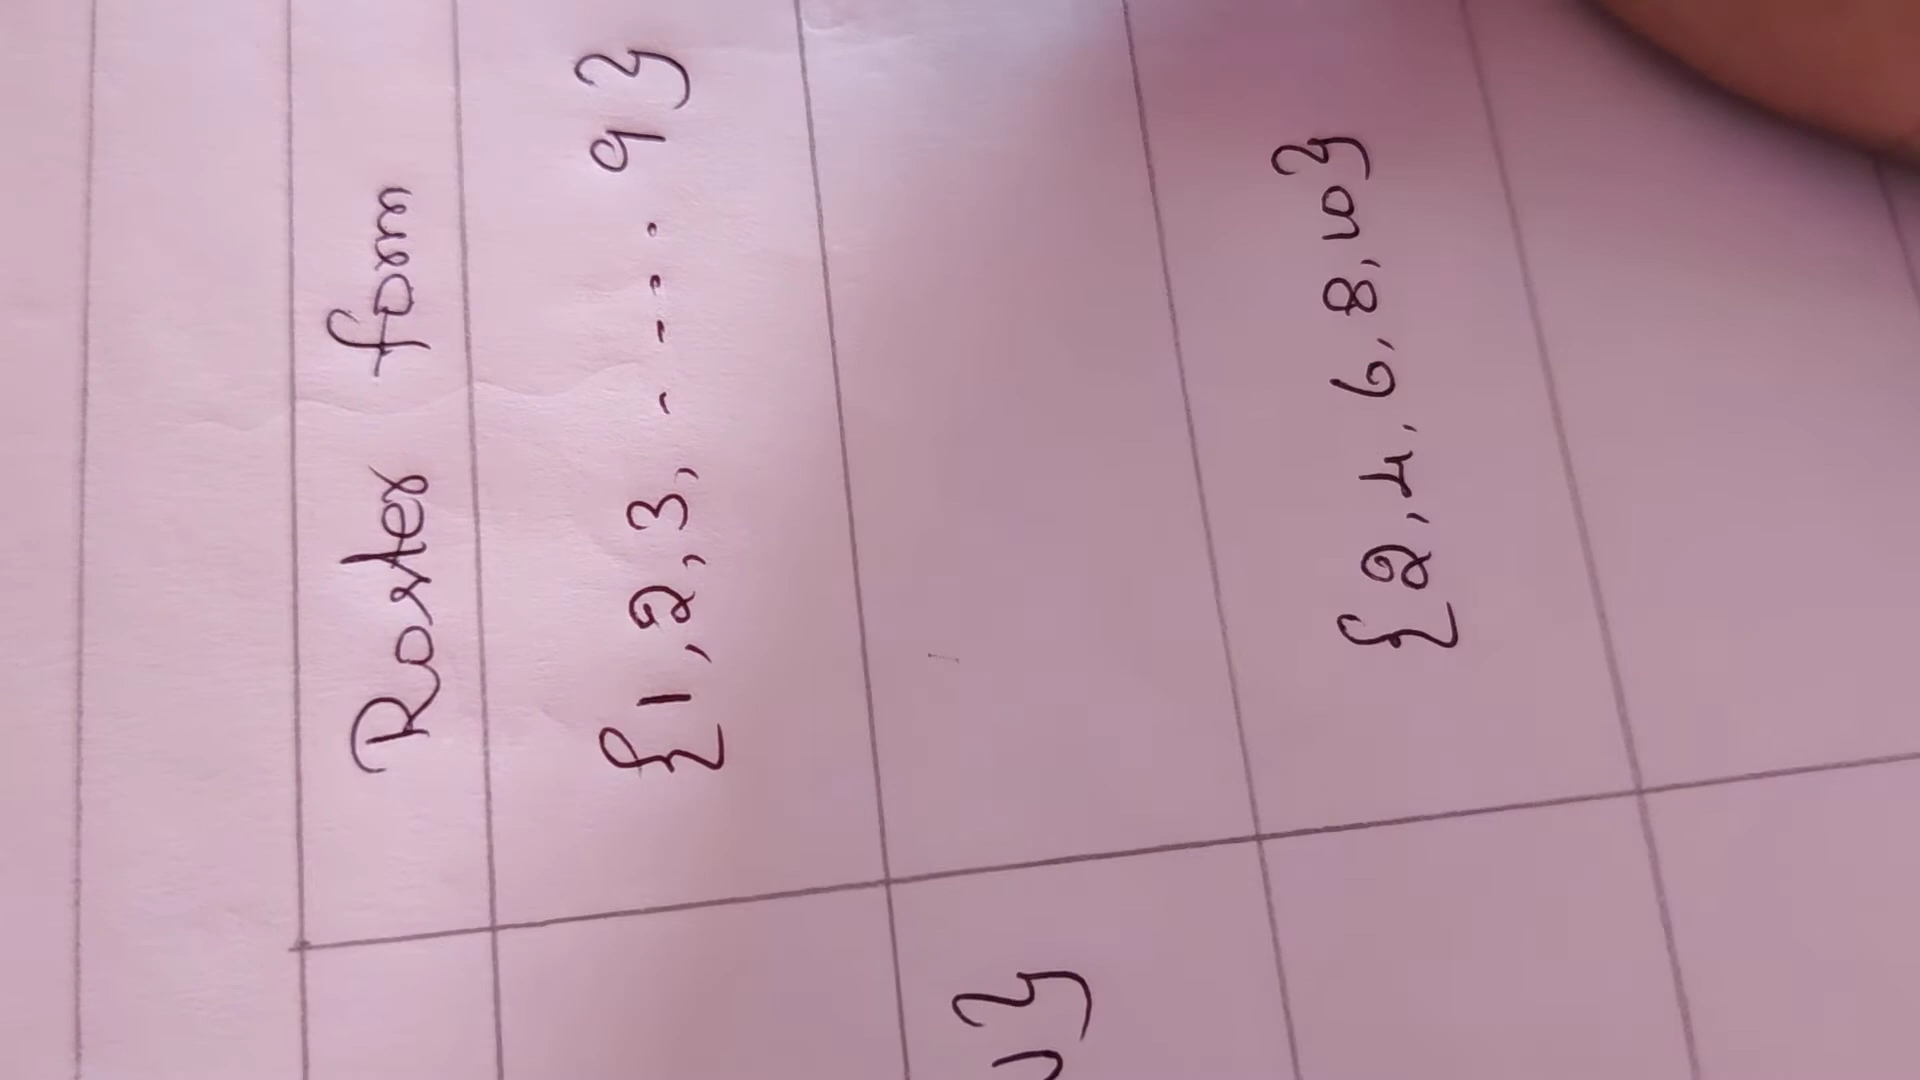 Roster form
{1, 2, 3, - - - . . 9}
}
{2, 4, 6, 8, 10}